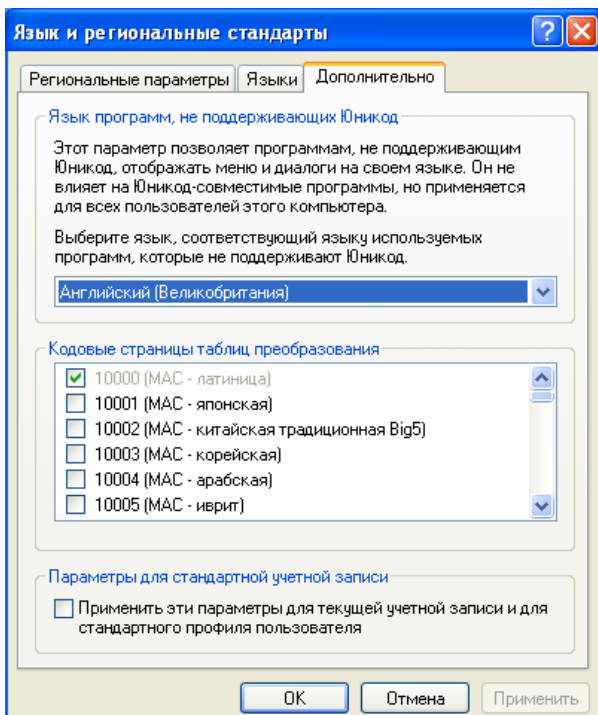 Язык и региональные стандарты
Региональные параметры Языки Дополнительно
Язык программ, не поддерживающих Юникод
Этот параметр позволяет программам, не поддерживающим
Юникод, отображать меню и диалоги на своем языке. Он не
влияет на Юникод-совместимые программы, но применяется
для всех пользователей этого компьютера.
Выберите язык, соответствующий языку используемых
программ, которые не поддерживают Юникод.
Английский (Великобритания)
Кодовые страницы таблиц преобразования
10000 (MAC - латиница)
10001 (MAC - японская)
10002 (MAC - китайская традиционная Big5)
10003 (MAC - корейская)
10004 (MAC - арабская)
10005 (MAC - иврит)
Параметры для стандартной учетной записи
Применить эти параметры для текущей учетной записи и для
стандартного профиля пользователя
OK Отмена Применить